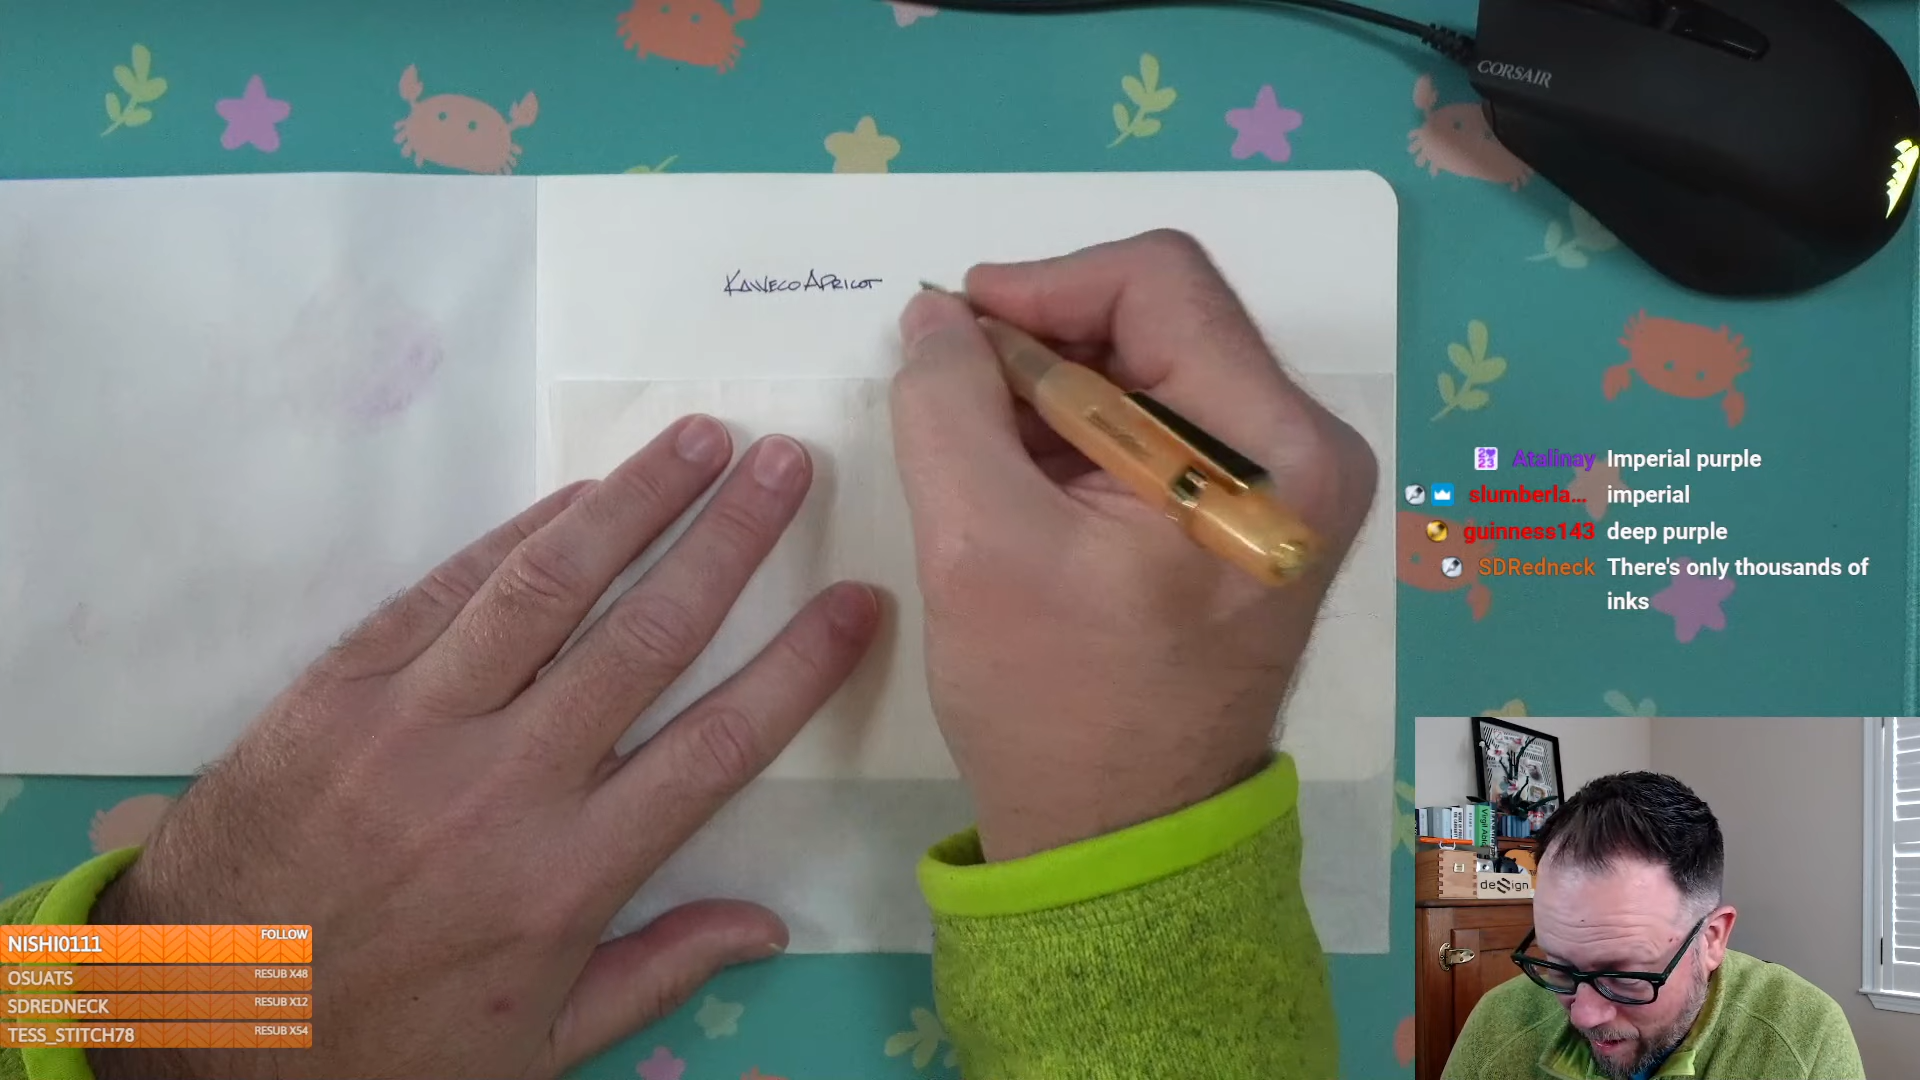 CORSAIR
KAWECO APRICOT
Atalinay Imperial purple
slumberla... imperial
guinness143 deep purple
SDRedneck There's only thousands of
inks
deSSign
NISHI0111 FOLLOW
OSUATS RESUB X48
SDREDNECK RESUB X12
TESS_STITCH78 RESUB X54